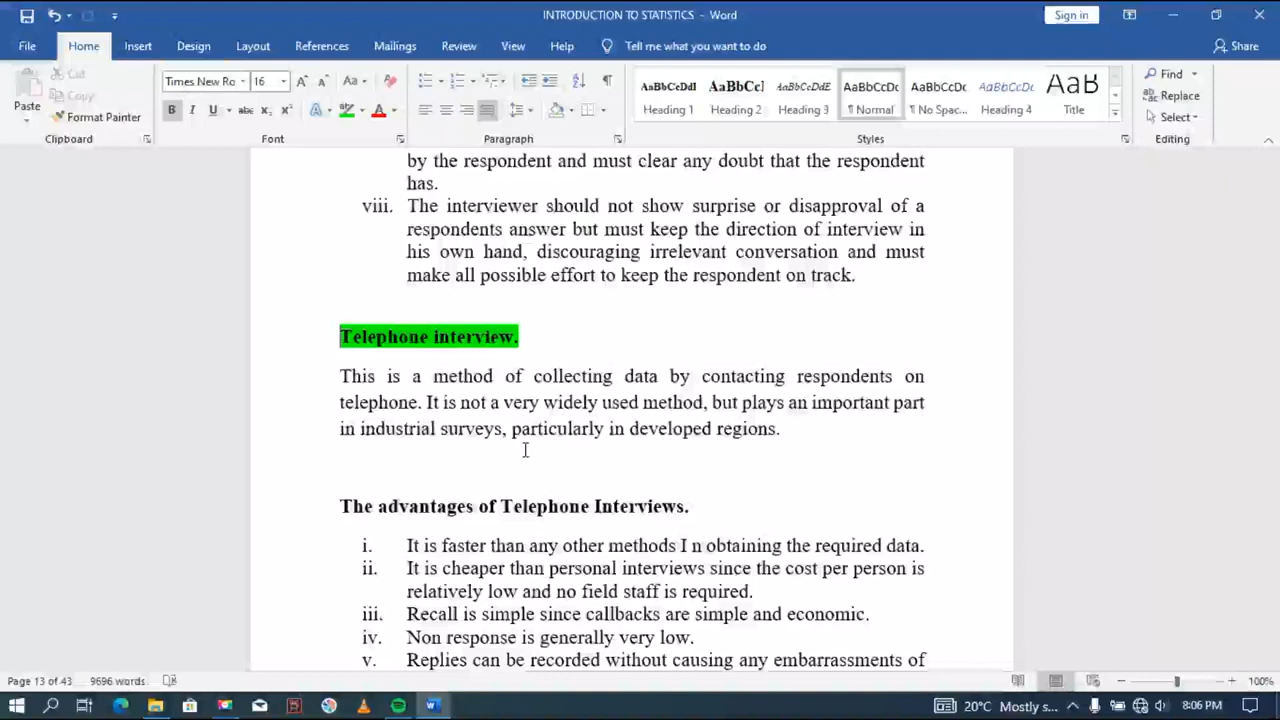 INTRODUCTION TO STATISTICS - Word
Sign in
File Home Insert Design Layout References Mailings Review View Help Tell me what you want to do Share
Paste
Cut
Copy
Format Painter
Clipboard
Times New Ro 16
Font
Paragraph
AaBbCcDdI AaBbCcI AaBbCcDdE AaBbCcDc AaBbCcDc AaBbCcDc AaB
Heading 1 Heading 2 Heading 3 ¶ Normal ¶ No Spac... Heading 4 Title
Styles
Find
Replace
Select
Editing
by the respondent and must clear any doubt that the respondent
has.
viii. The interviewer should not show surprise or disapproval of a
respondents answer but must keep the direction of interview in
his own hand, discouraging irrelevant conversation and must
make all possible effort to keep the respondent on track.
Telephone interview.
This is a method of collecting data by contacting respondents on
telephone. It is not a very widely used method, but plays an important part
in industrial surveys, particularly in developed regions.
The advantages of Telephone Interviews.
i. It is faster than any other methods I n obtaining the required data.
ii. It is cheaper than personal interviews since the cost per person is
relatively low and no field staff is required.
iii. Recall is simple since callbacks are simple and economic.
iv. Non response is generally very low.
v. Replies can be recorded without causing any embarrassments of
Page 13 of 43 9696 words 100%
20°C Mostly s... 8:06 PM